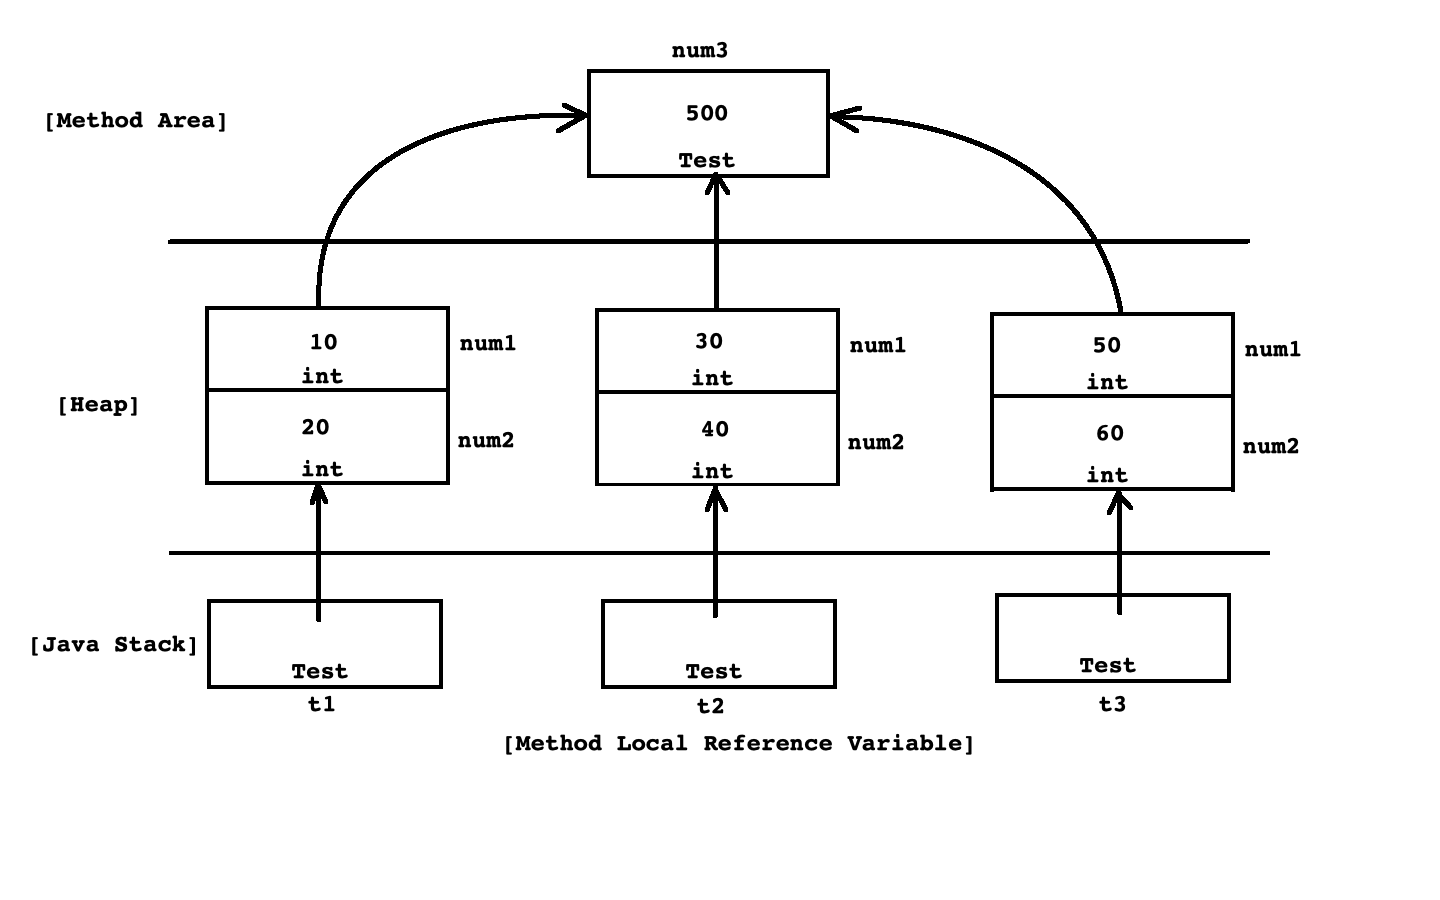 num3
[Method Area]
500
Test
10
int
num1
30
int
num1
50
int
num1
[Heap]
20
int
num2
40
int
num2
60
int
num2
[Java Stack]
Test
Test
Test
t1
t2
t3
[Method Local Reference Variable]